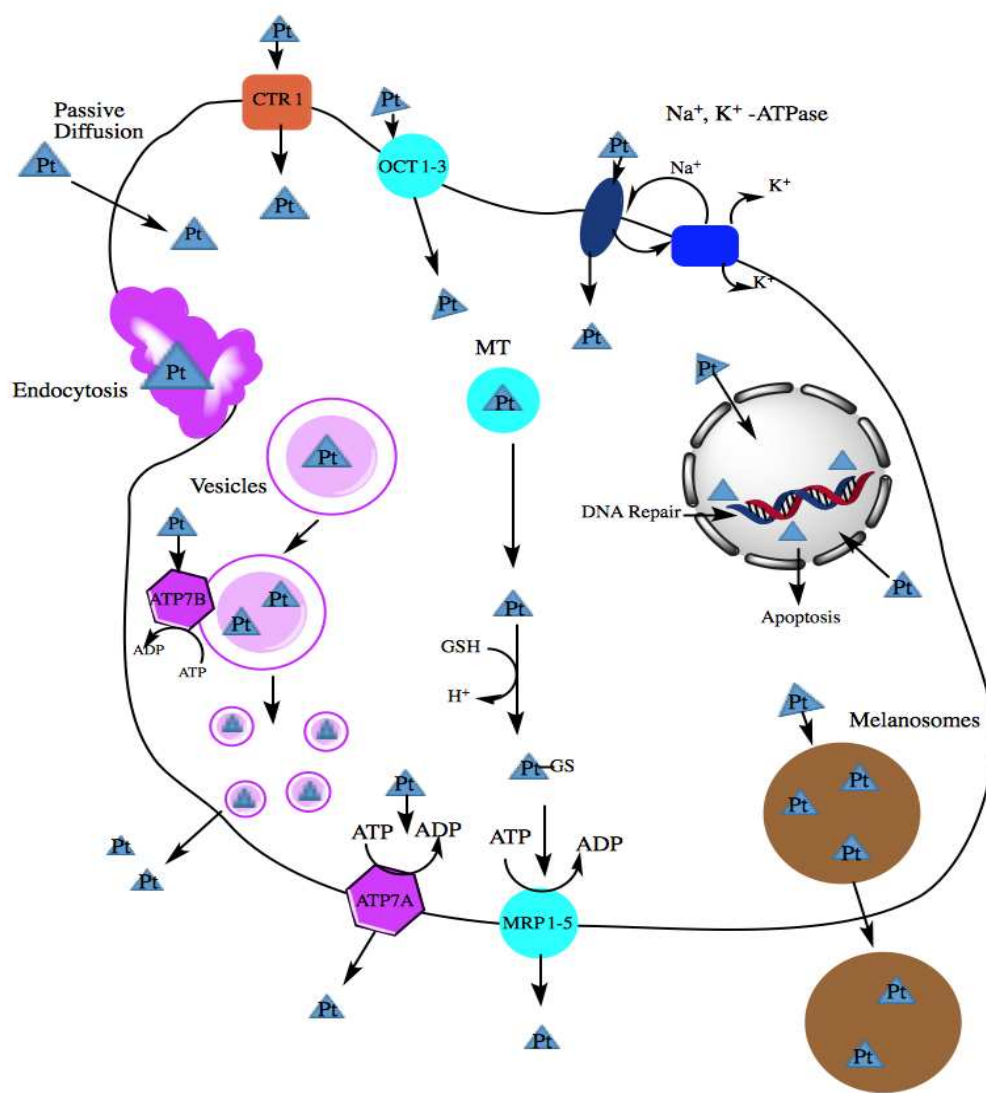 Pt
CTR 1
Passive
Diffusion
Pt
Na⁺, K⁺ -ATPase
Pt
Pt
Na⁺
OCT 1-3
K⁺
Pt
Pt
K⁺
Pt
Pt
MT
Pt
Pt
Endocytosis
Pt
Pt
Vesicles
DNA Repair
Pt
Pt
Pt
Pt
Apoptosis
ATP7B
Pt
Pt
GSH
ADP
ATP
H⁺
Pt
Melanosomes
Pt-GS
Pt
Pt
Pt
ATP
ADP
ATP
ADP
Pt
Pt
Pt
ATP7A
MRP 1-5
Pt
Pt
Pt
Pt